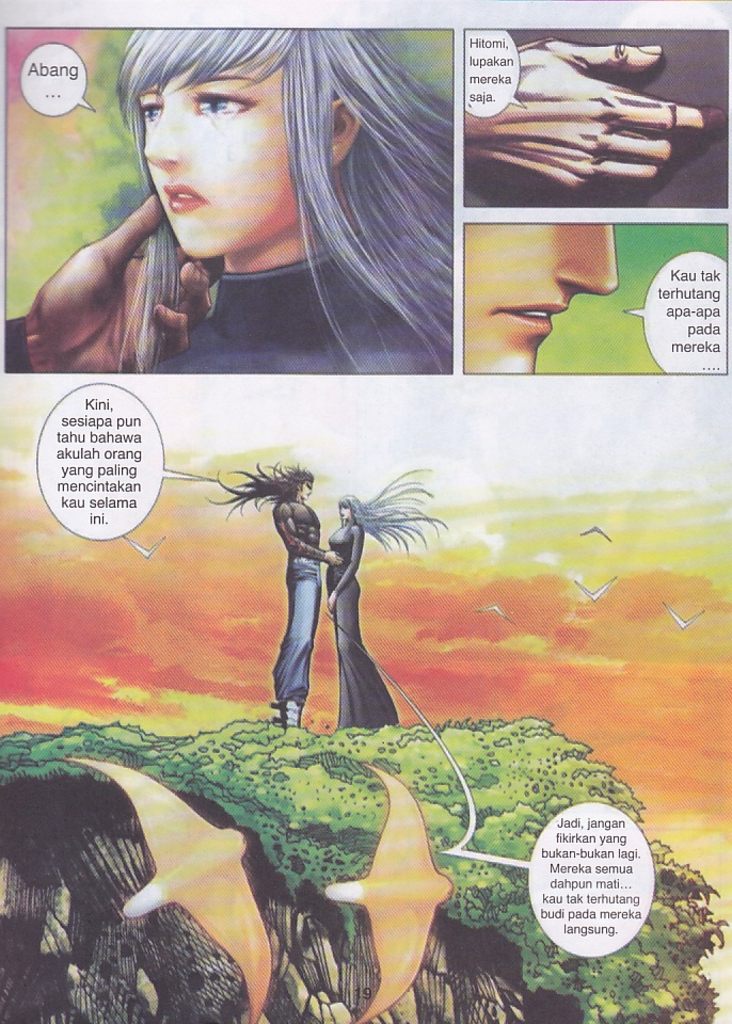 Abang
...
Hitomi,
lupakan
mereka
saja.
Kau tak
terhutang
apa-apa
pada
mereka
....
Kini,
sesiapa pun
tahu bahawa
akulah orang
yang paling
mencintakan
kau selama
ini.
Jadi, jangan
fikirkan yang
bukan-bukan lagi.
Mereka semua
dahpun mati...
kau tak terhutang
budi pada mereka
langsung.
19